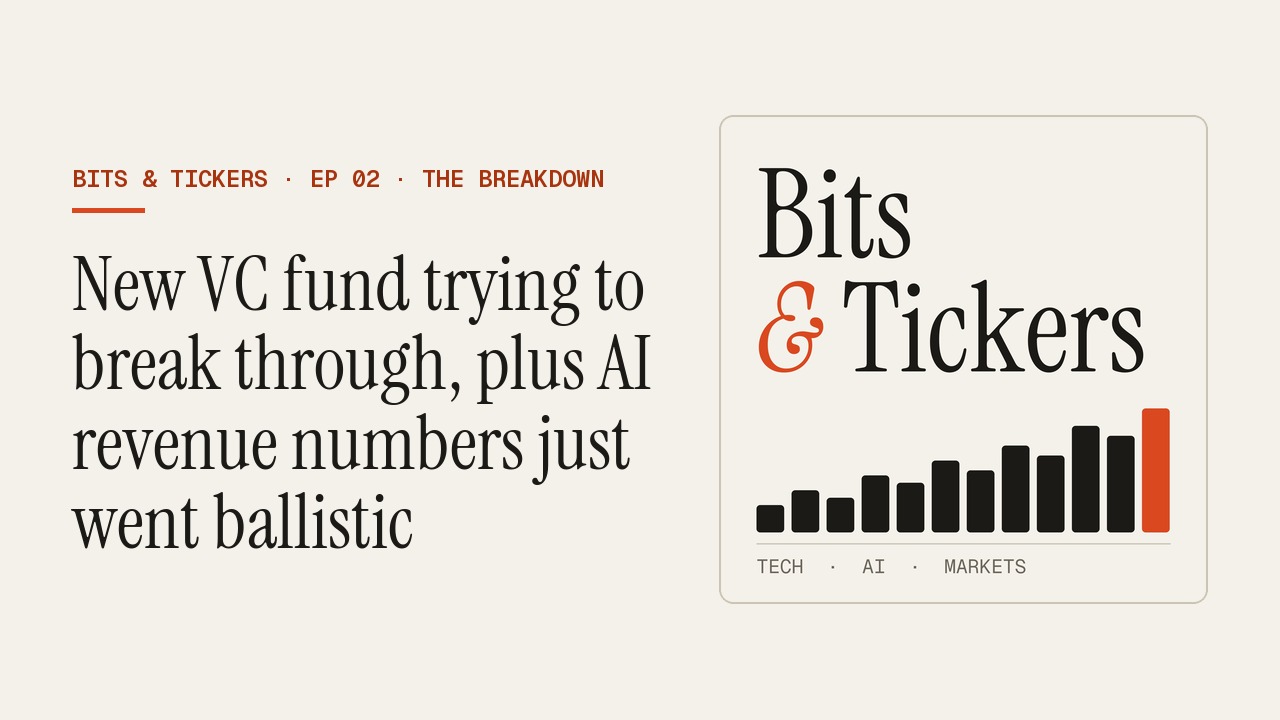 BITS & TICKERS · EP 02 · THE BREAKDOWN
New VC fund trying to
break through, plus AI
revenue numbers just
went ballistic
Bits
& Tickers
TECH · AI · MARKETS